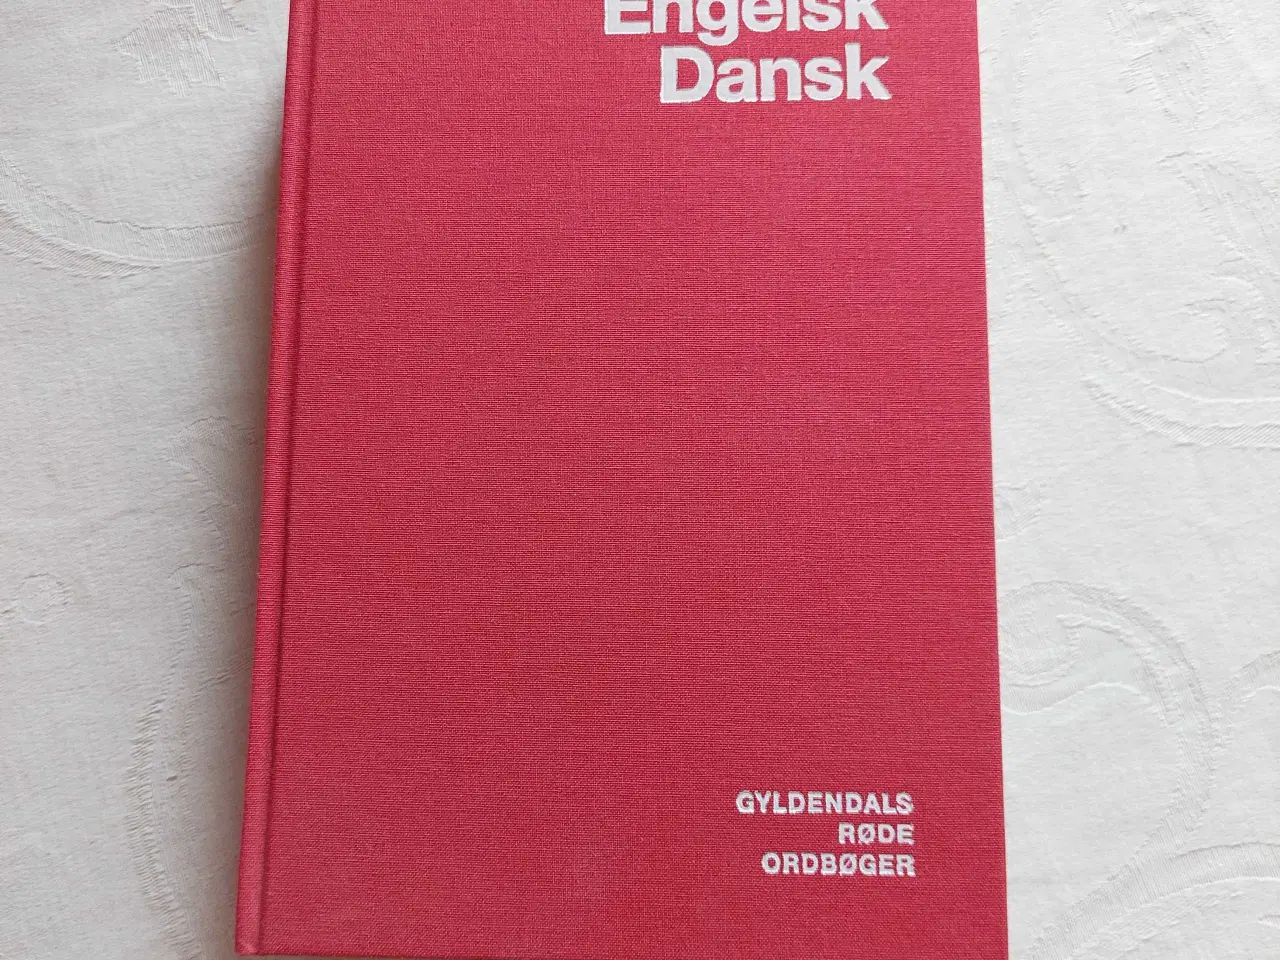 Engelsk
Dansk
GYLDENDALS
RØDE
ORDBØGER